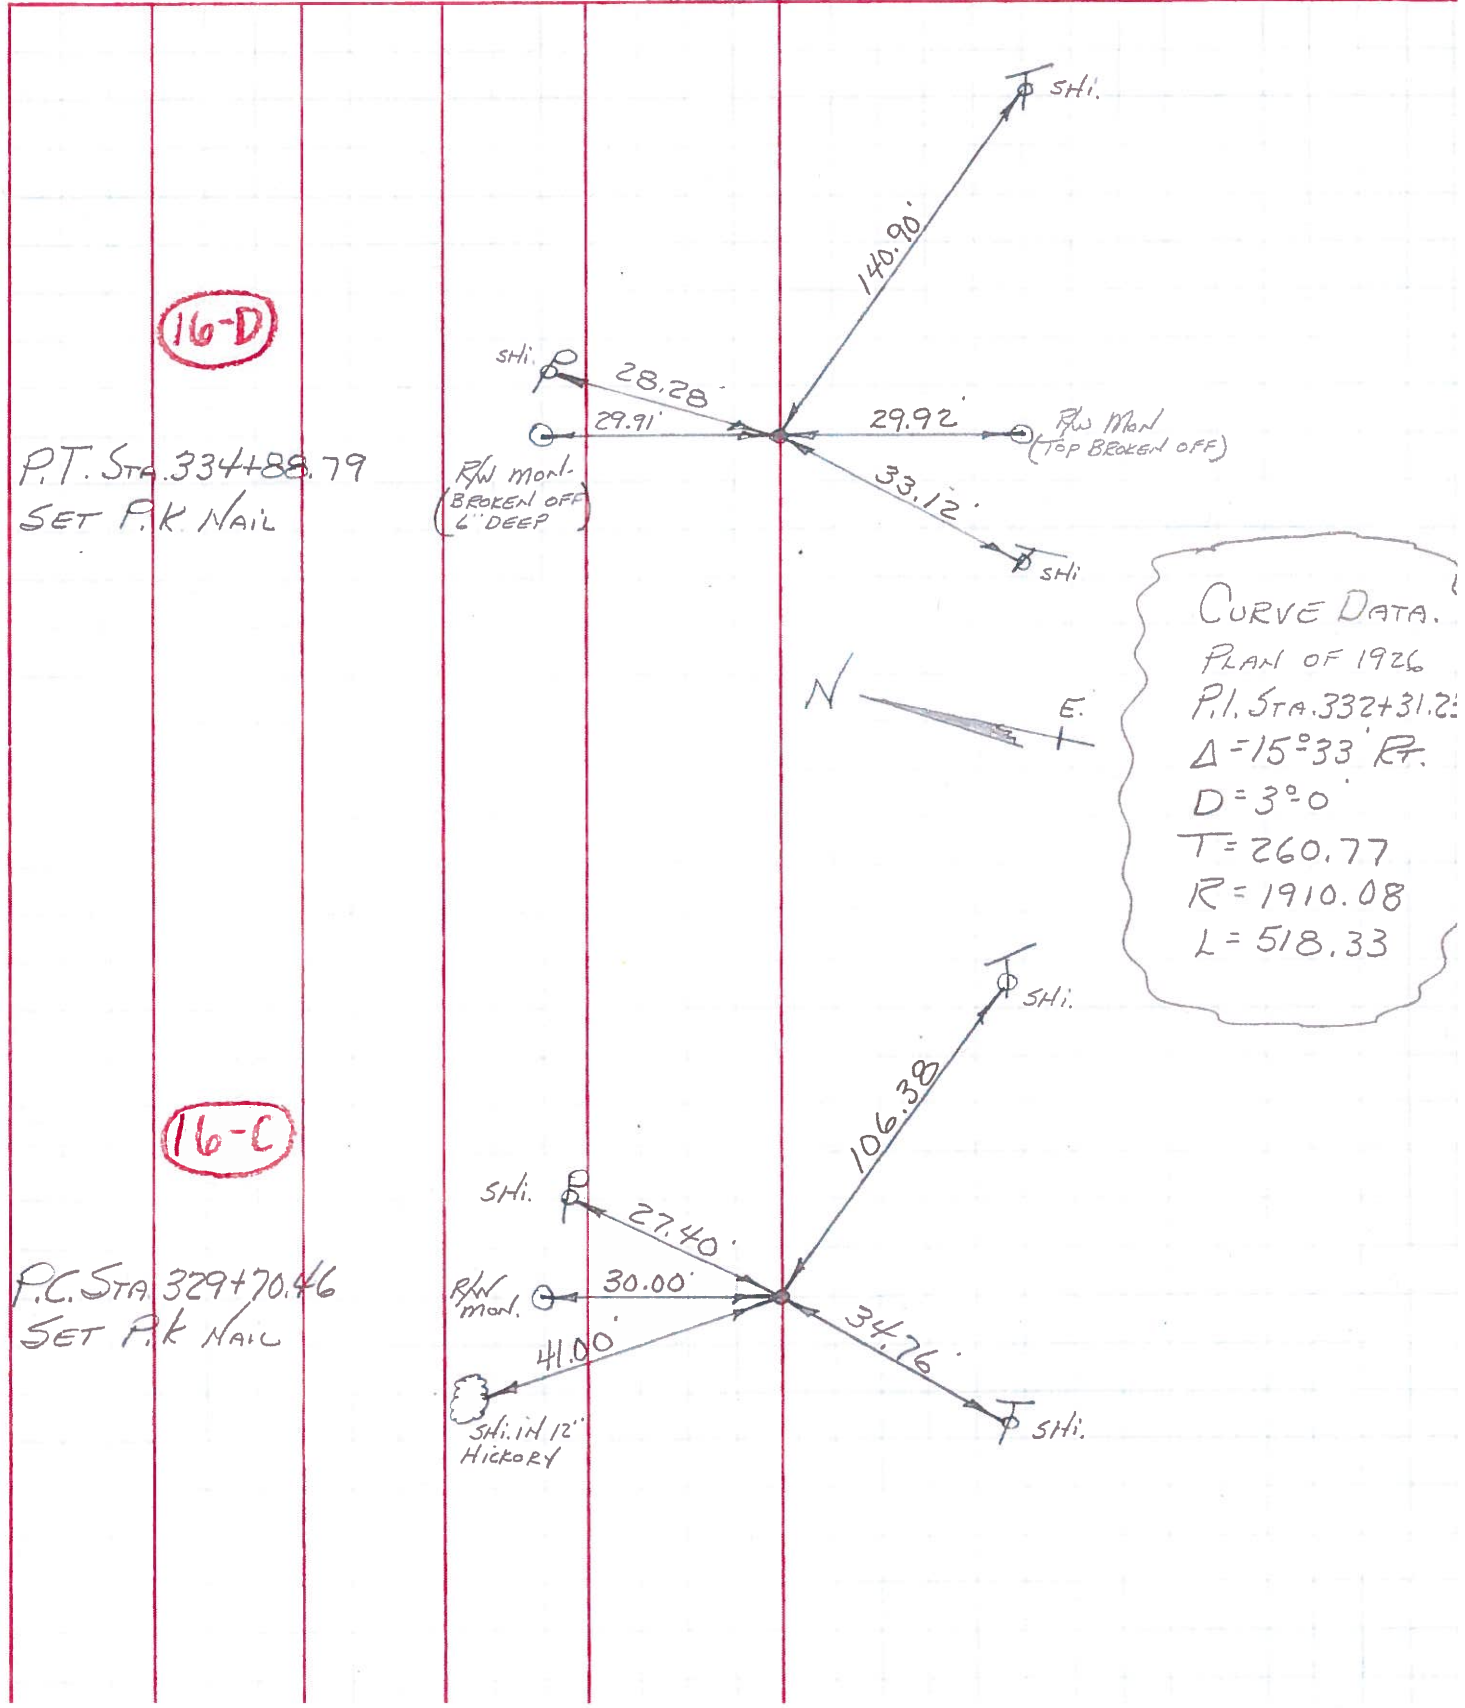 SHi.
140.90'
16-D
SHi.
28.28'
29.91'
29.92'
R/W MON
(TOP BROKEN OFF)
P.T. STA. 334+88.79
SET P.K NAIL
R/W MON.
(BROKEN OFF
6" DEEP)
33.12'
SHi
CURVE DATA.
PLAN OF 1926
P.I. STA. 332+31.23
Δ = 15°33' RT.
D = 3°0'
T = 260.77
R = 1910.08
L = 518.33
N
E.
SHi.
106.38
16-C
SHi.
27.40'
P.C. STA 329+70.46
SET P.K NAIL
R/W
MON.
30.00'
41.00'
34.76'
SHi. IN 12"
HICKORY
SHi.